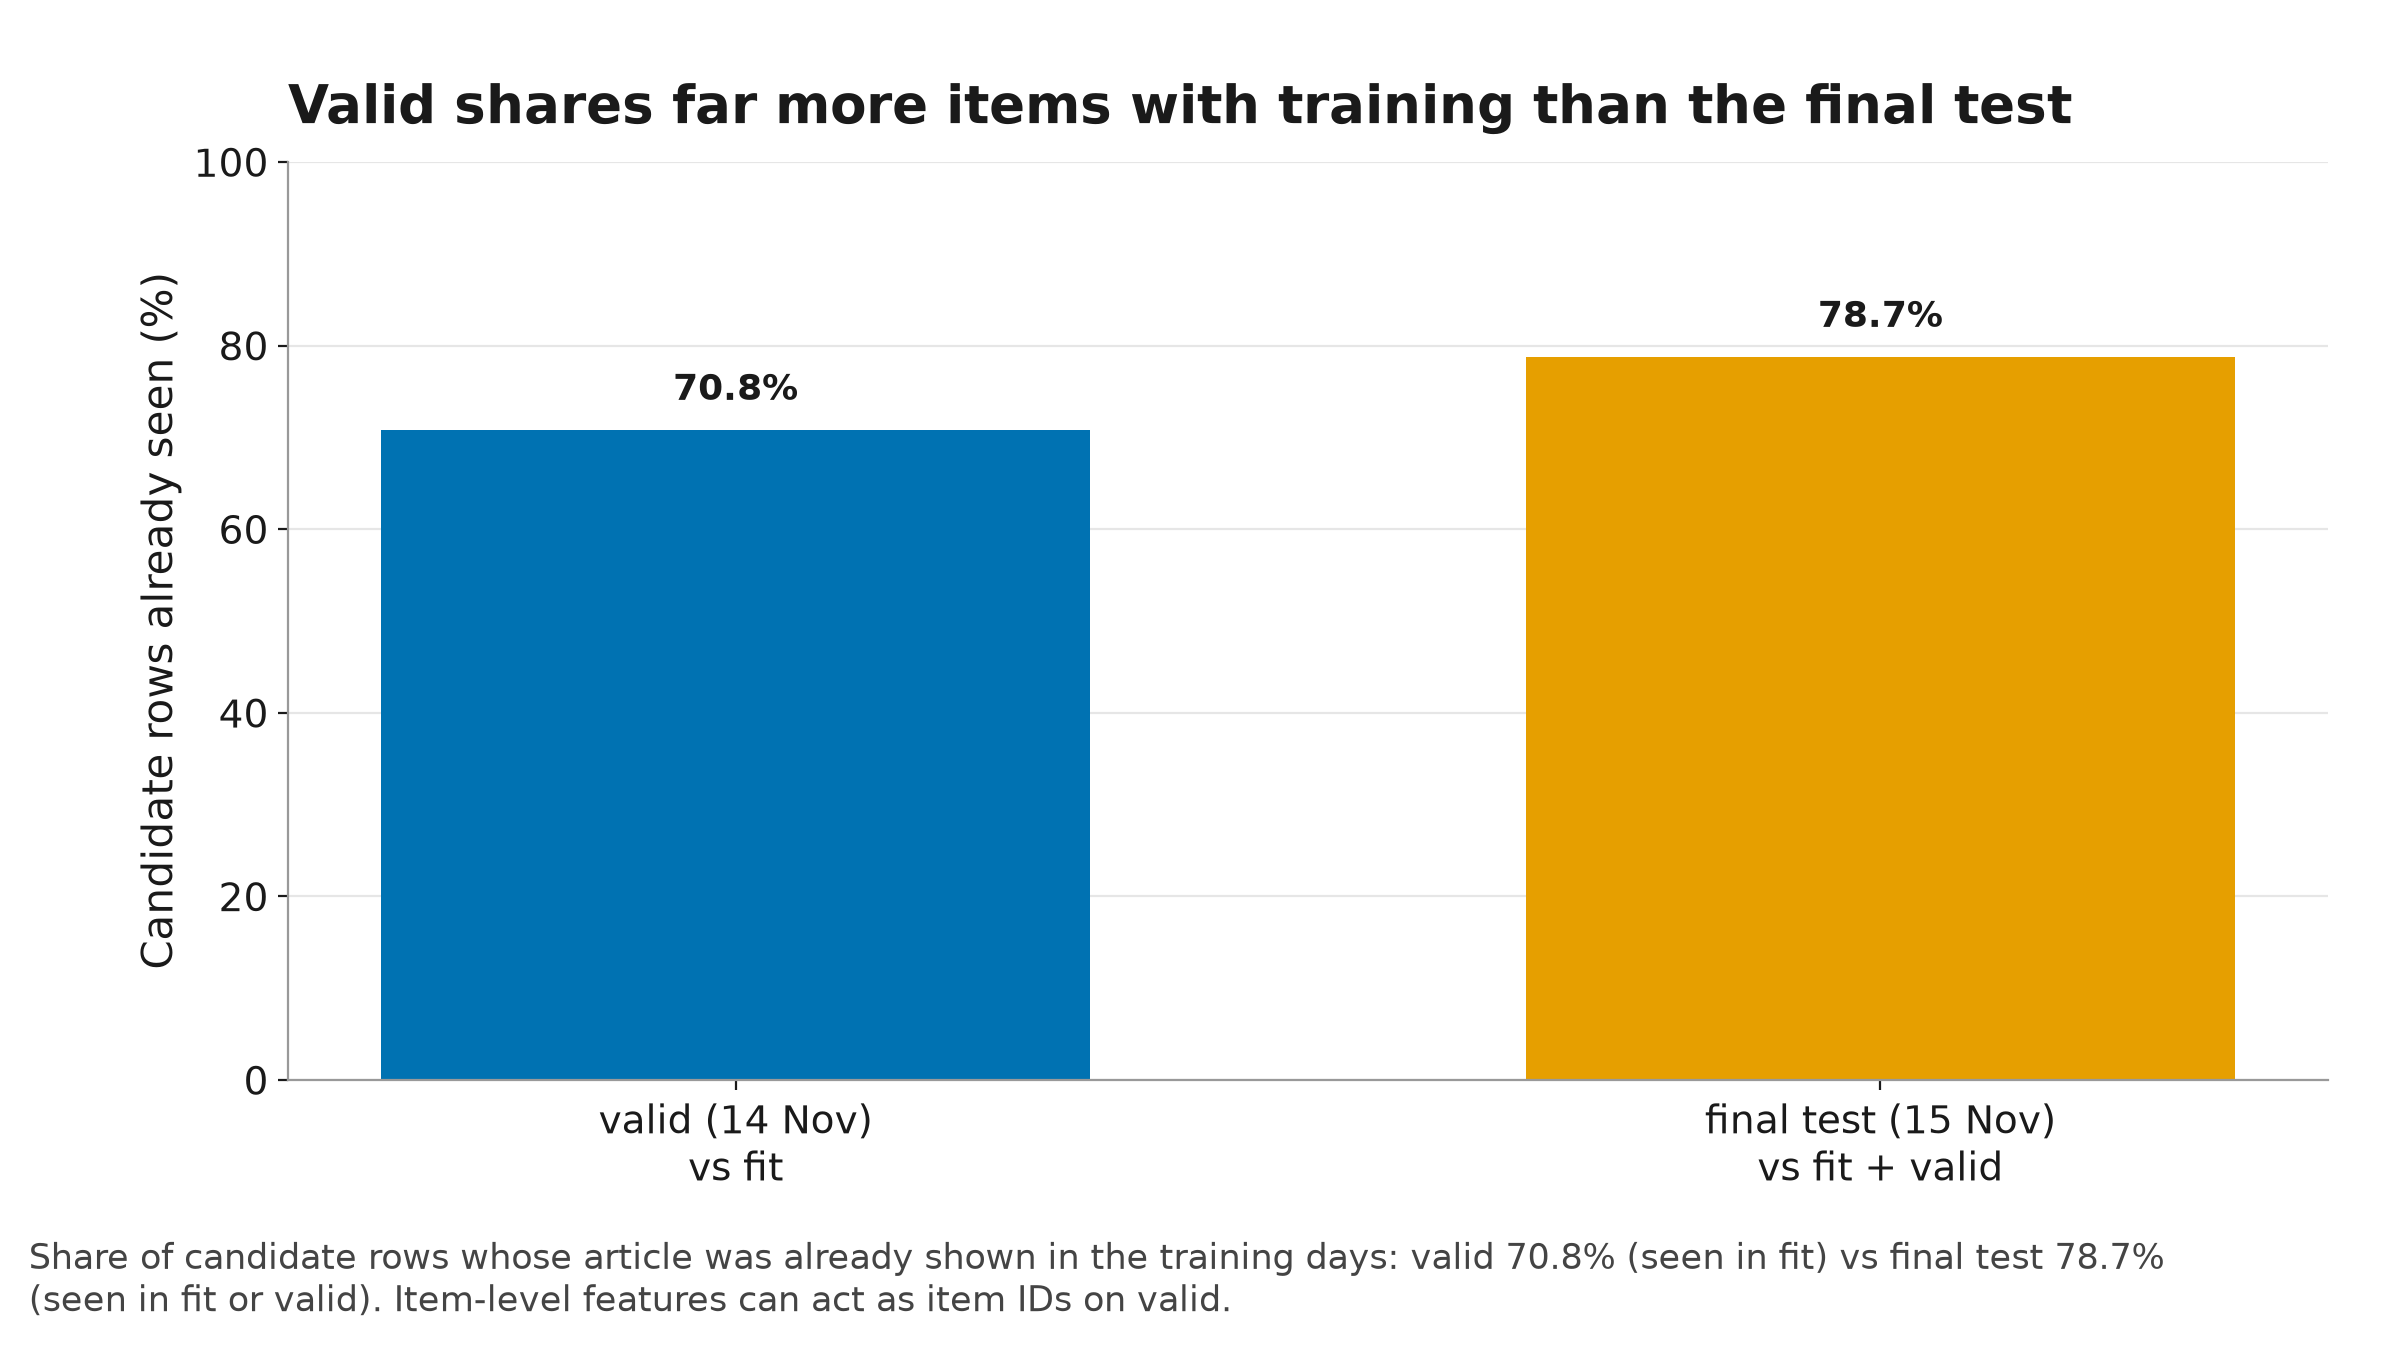 Valid shares far more items with training than the final test
Candidate rows already seen (%)
100
80
60
40
20
0
70.8%
78.7%
valid (14 Nov)
vs fit
final test (15 Nov)
vs fit + valid
Share of candidate rows whose article was already shown in the training days: valid 70.8% (seen in fit) vs final test 78.7%
(seen in fit or valid). Item-level features can act as item IDs on valid.